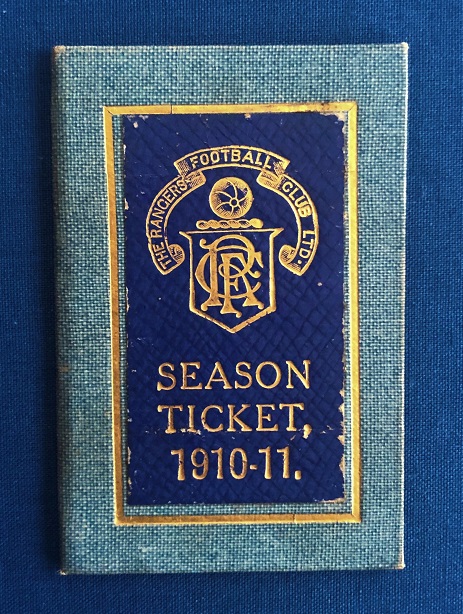 THE RANGERS FOOTBALL CLUB LTD.
RFC
SEASON
TICKET,
1910-11.